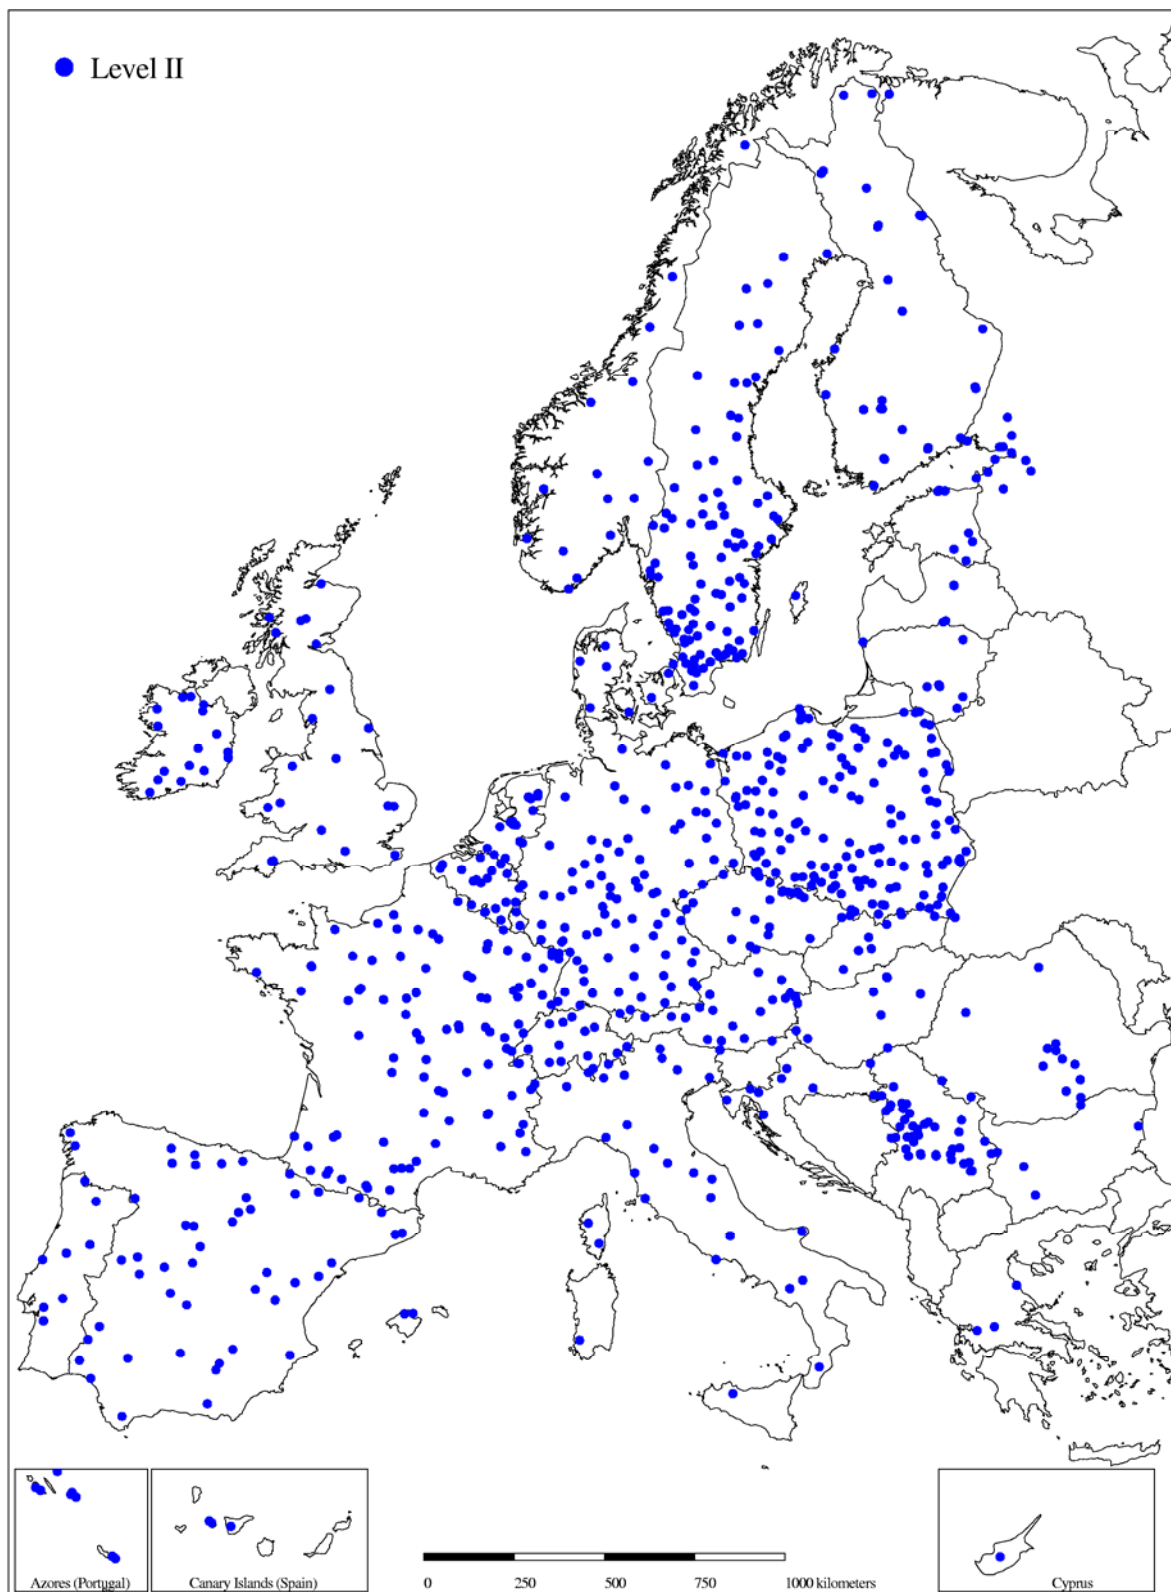 Level II
Azores (Portugal)
Canary Islands (Spain)
0 250 500 750 1000 kilometers
Cyprus